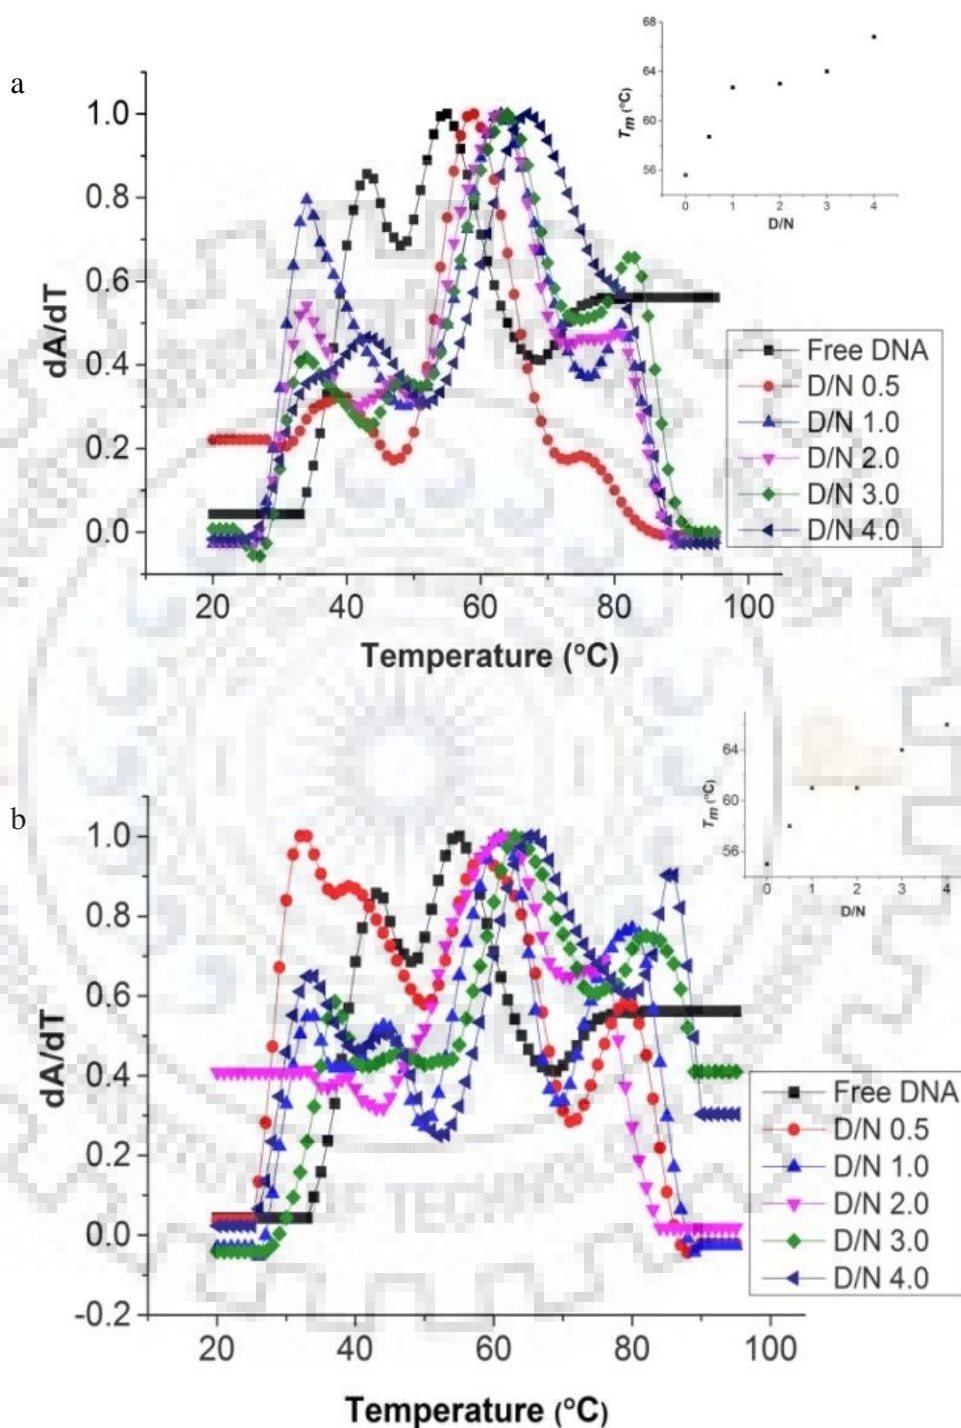 a
68
64
60
56
Tm (°C)
0 1 2 3 4
D/N
1.0
0.8
0.6
0.4
0.2
0.0
dA/dT
Free DNA
D/N 0.5
D/N 1.0
D/N 2.0
D/N 3.0
D/N 4.0
20 40 60 80 100
Temperature (°C)
b
64
60
56
Tm (°C)
0 1 2 3 4
D/N
1.0
0.8
0.6
0.4
0.2
0.0
-0.2
dA/dT
Free DNA
D/N 0.5
D/N 1.0
D/N 2.0
D/N 3.0
D/N 4.0
20 40 60 80 100
Temperature (°C)